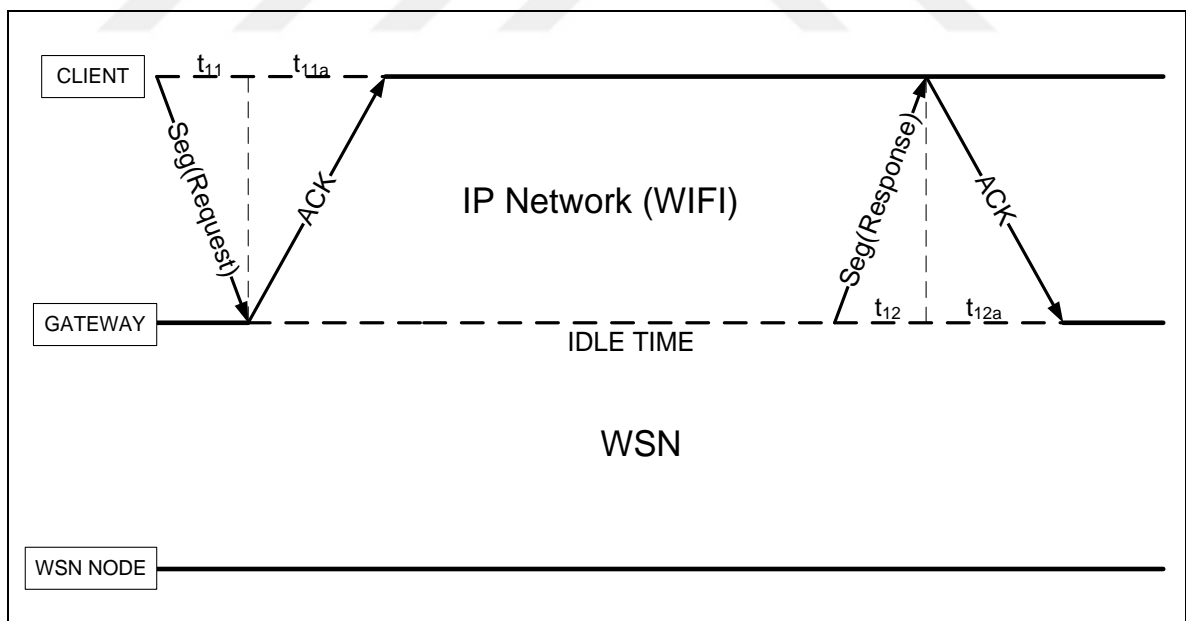 CLIENT
t11
t11a
Seg(Request)
ACK
IP Network (WIFI)
Seg(Response)
ACK
GATEWAY
t12
t12a
IDLE TIME
WSN
WSN NODE